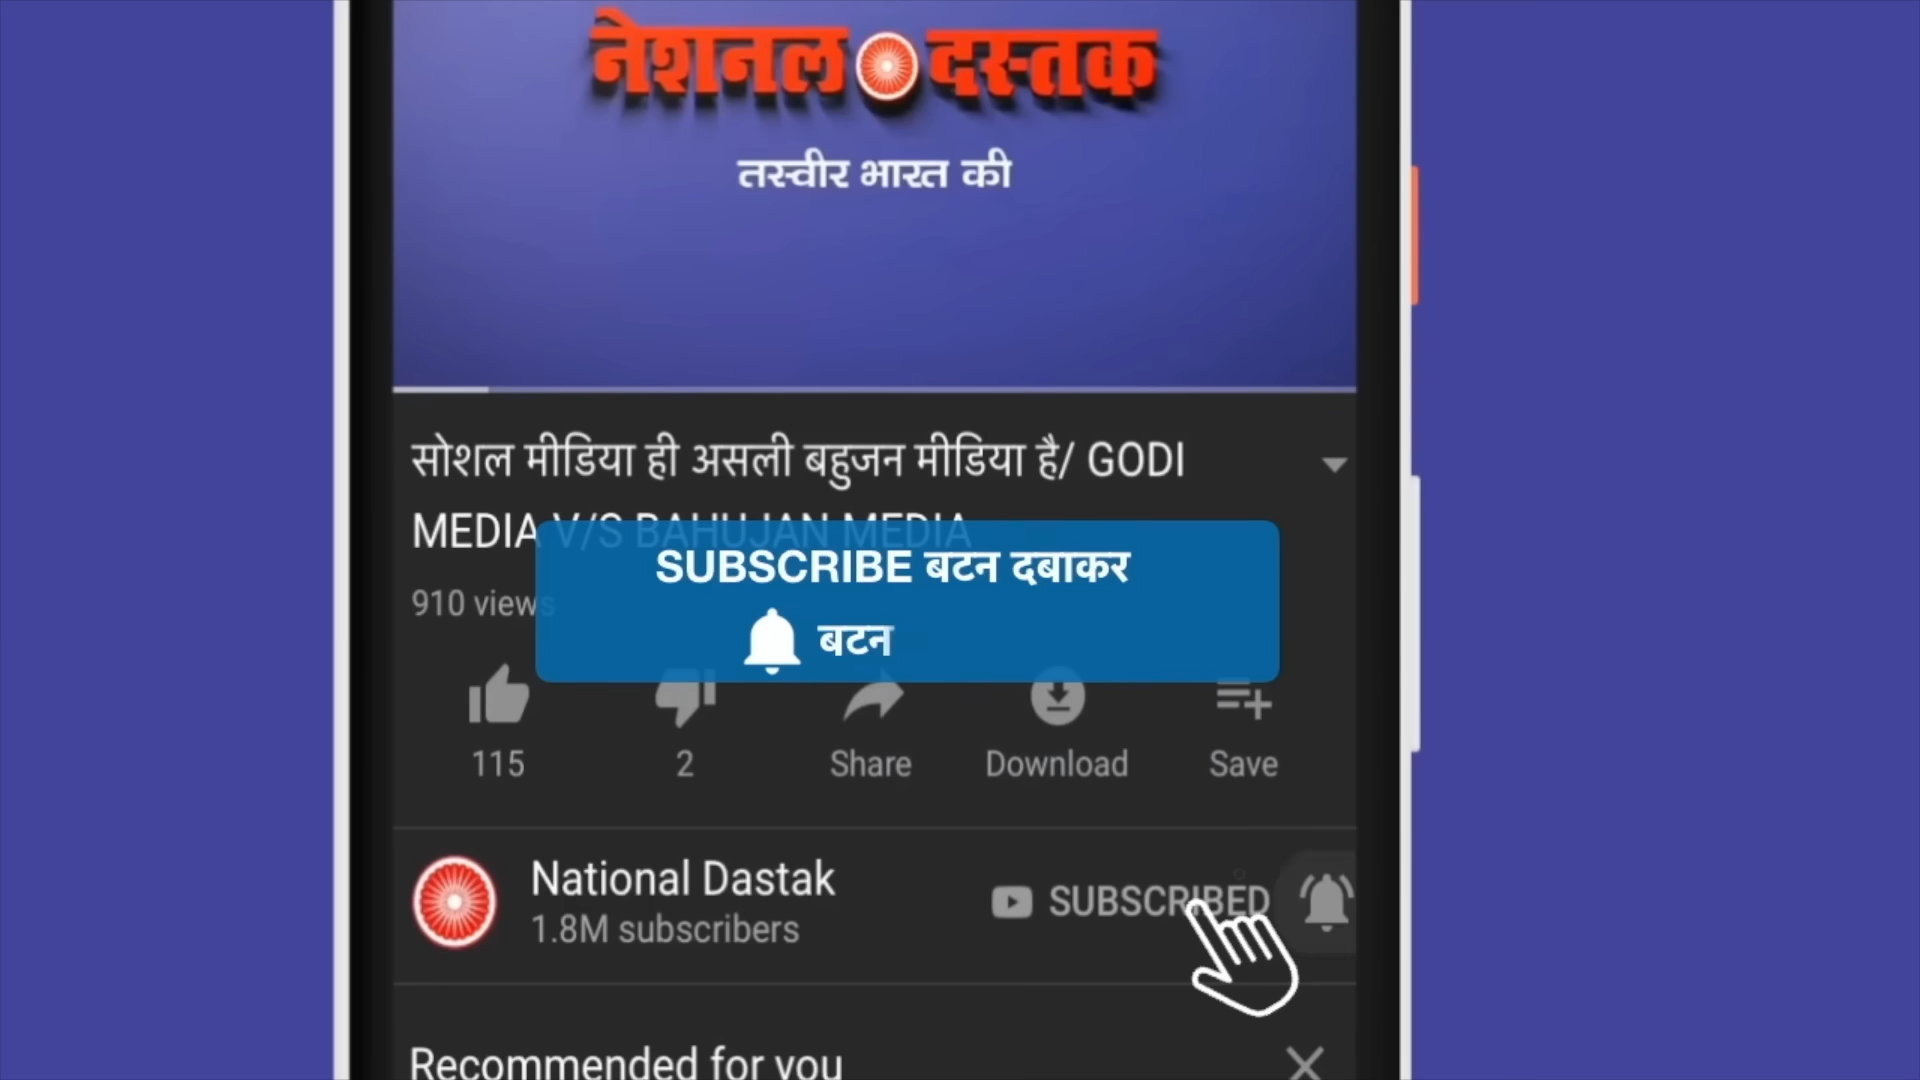 नेशनल दस्तक
तस्वीर भारत की
सोशल मीडिया ही असली बहुजन मीडिया है/ GODI
MEDIA V/S BAHUJAN MEDIA
SUBSCRIBE बटन दबाकर
बटन
910 views
115
2
Share
Download
Save
National Dastak
1.8M subscribers
SUBSCRIBED
Recommended for you